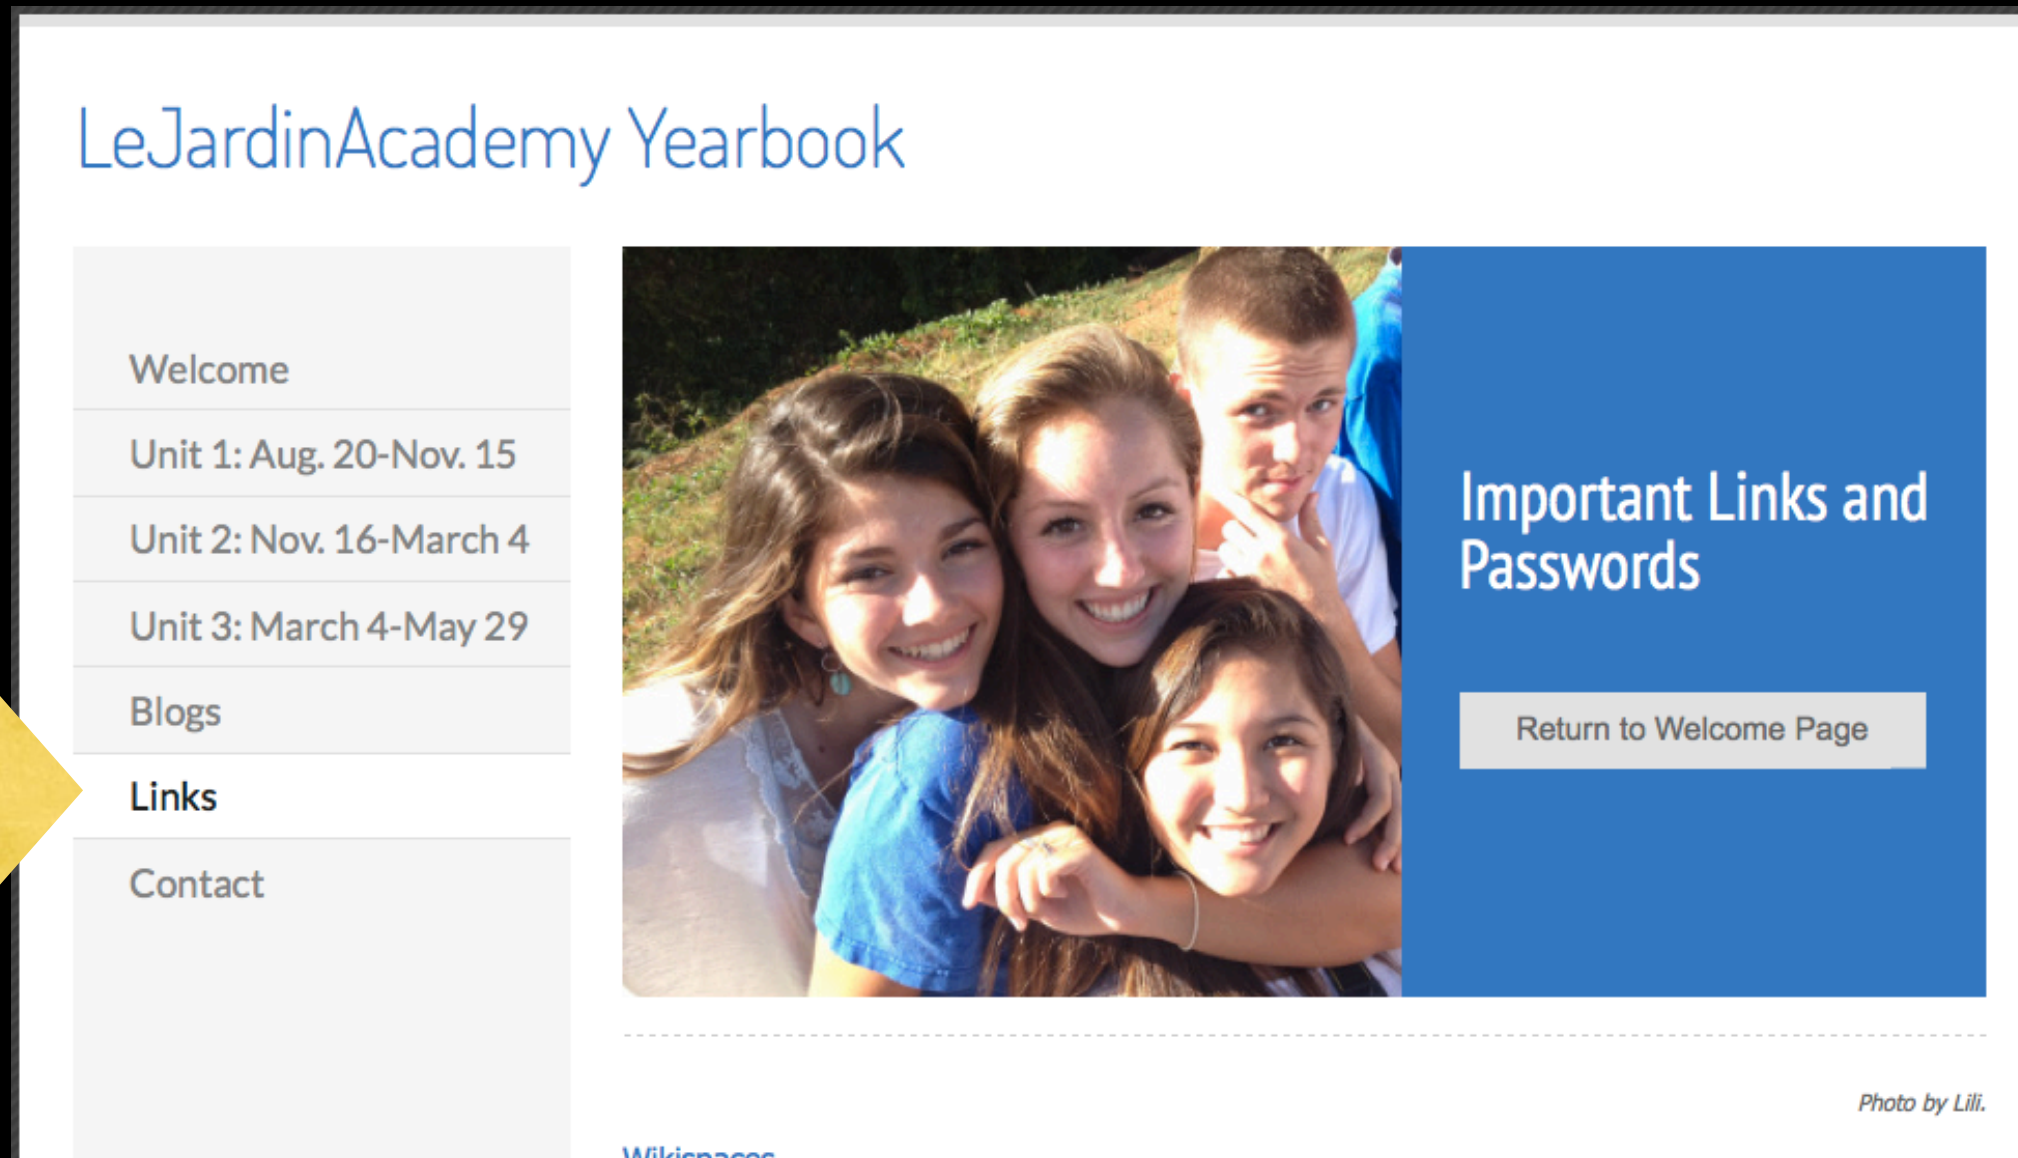 LeJardinAcademy Yearbook
Welcome
Unit 1: Aug. 20-Nov. 15
Unit 2: Nov. 16-March 4
Unit 3: March 4-May 29
Blogs
Links
Contact
Important Links and
Passwords
Return to Welcome Page
Photo by Lili.
Wikispaces